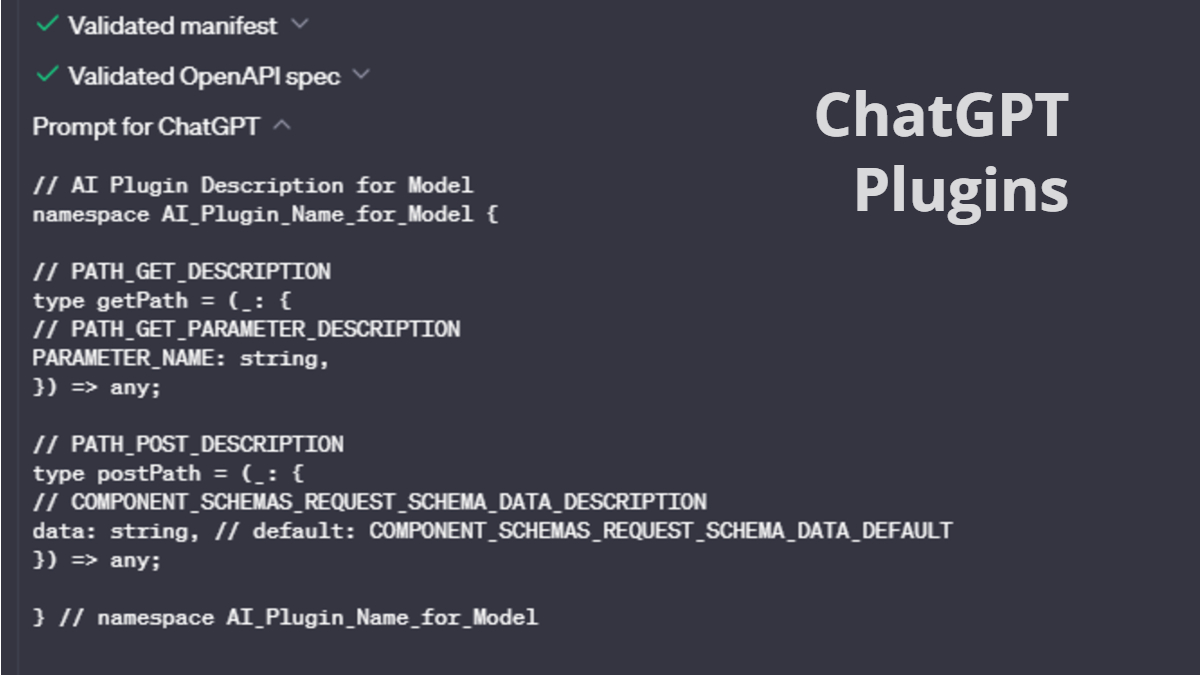 Validated manifest
Validated OpenAPI spec
Prompt for ChatGPT
// AI Plugin Description for Model
namespace AI_Plugin_Name_for_Model {
// PATH_GET_DESCRIPTION
type getPath = (_: {
// PATH_GET_PARAMETER_DESCRIPTION
PARAMETER_NAME: string,
}) => any;
// PATH_POST_DESCRIPTION
type postPath = (_: {
// COMPONENT_SCHEMAS_REQUEST_SCHEMA_DATA_DESCRIPTION
data: string, // default: COMPONENT_SCHEMAS_REQUEST_SCHEMA_DATA_DEFAULT
}) => any;
} // namespace AI_Plugin_Name_for_Model
ChatGPT
Plugins